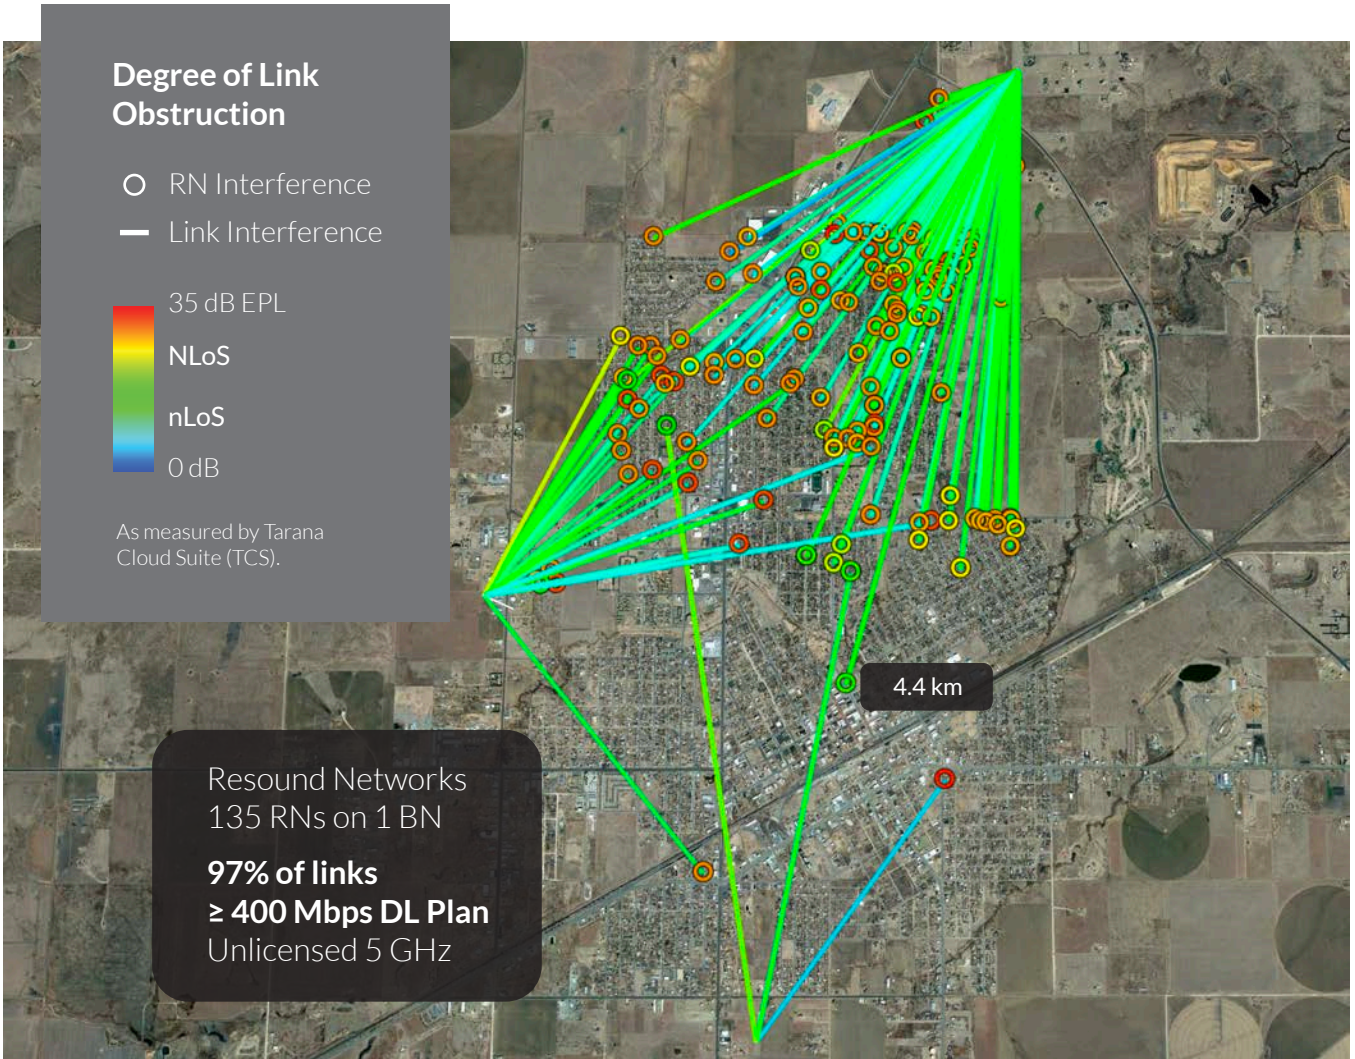 Degree of Link
Obstruction
RN Interference
Link Interference
35 dB EPL
NLoS
nLoS
0 dB
As measured by Tarana
Cloud Suite (TCS).
4.4 km
Resound Networks
135 RNs on 1 BN
97% of links
≥ 400 Mbps DL Plan
Unlicensed 5 GHz